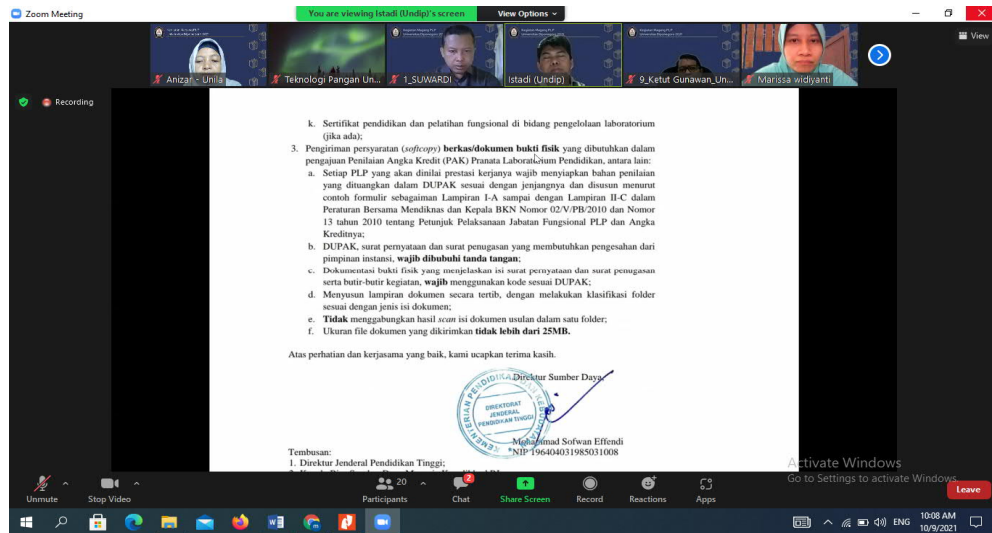 Zoom Meeting
You are viewing Istadi (Undip)'s screen
View Options
View
Anizar - Unila
Teknologi Pangan Un...
1_SUWARDI
Istadi (Undip)
9_Ketut Gunawan_Un...
Marissa widiyanti
Recording
k. Sertifikat pendidikan dan pelatihan fungsional di bidang pengelolaan laboratorium
(jika ada);
3. Pengiriman persyaratan (softcopy) berkas/dokumen bukti fisik yang dibutuhkan dalam
pengajuan Penilaian Angka Kredit (PAK) Pranata Laboratorium Pendidikan, antara lain:
a. Setiap PLP yang akan dinilai prestasi kerjanya wajib menyiapkan bahan penilaian
yang dituangkan dalam DUPAK sesuai dengan jenjangnya dan disusun menurut
contoh formulir sebagaiman Lampiran I-A sampai dengan Lampiran II-C dalam
Peraturan Bersama Mendiknas dan Kepala BKN Nomor 02/V/PB/2010 dan Nomor
13 tahun 2010 tentang Petunjuk Pelaksanaan Jabatan Fungsional PLP dan Angka
Kreditnya;
b. DUPAK, surat pernyataan dan surat penugasan yang membutuhkan pengesahan dari
pimpinan instansi, wajib dibubuhi tanda tangan;
c. Dokumentasi bukti fisik yang menjelaskan isi surat pernyataan dan surat penugasan
serta butir-butir kegiatan, wajib menggunakan kode sesuai DUPAK;
d. Menyusun lampiran dokumen secara tertib, dengan melakukan klasifikasi folder
sesuai dengan jenis isi dokumen;
e. Tidak menggabungkan hasil scan isi dokumen usulan dalam satu folder;
f. Ukuran file dokumen yang dikirimkan tidak lebih dari 25MB.
Atas perhatian dan kerjasama yang baik, kami ucapkan terima kasih.
Direktur Sumber Daya,
DIREKTORAT
JENDERAL
PENDIDIKAN TINGGI
Mohammad Sofwan Effendi
NIP 196404031985031008
Tembusan:
1. Direktur Jenderal Pendidikan Tinggi;
Activate Windows
Go to Settings to activate Windows.
Unmute
Stop Video
20
Participants
2
Chat
Share Screen
Record
Reactions
Apps
Leave
ENG
10:08 AM
10/9/2021